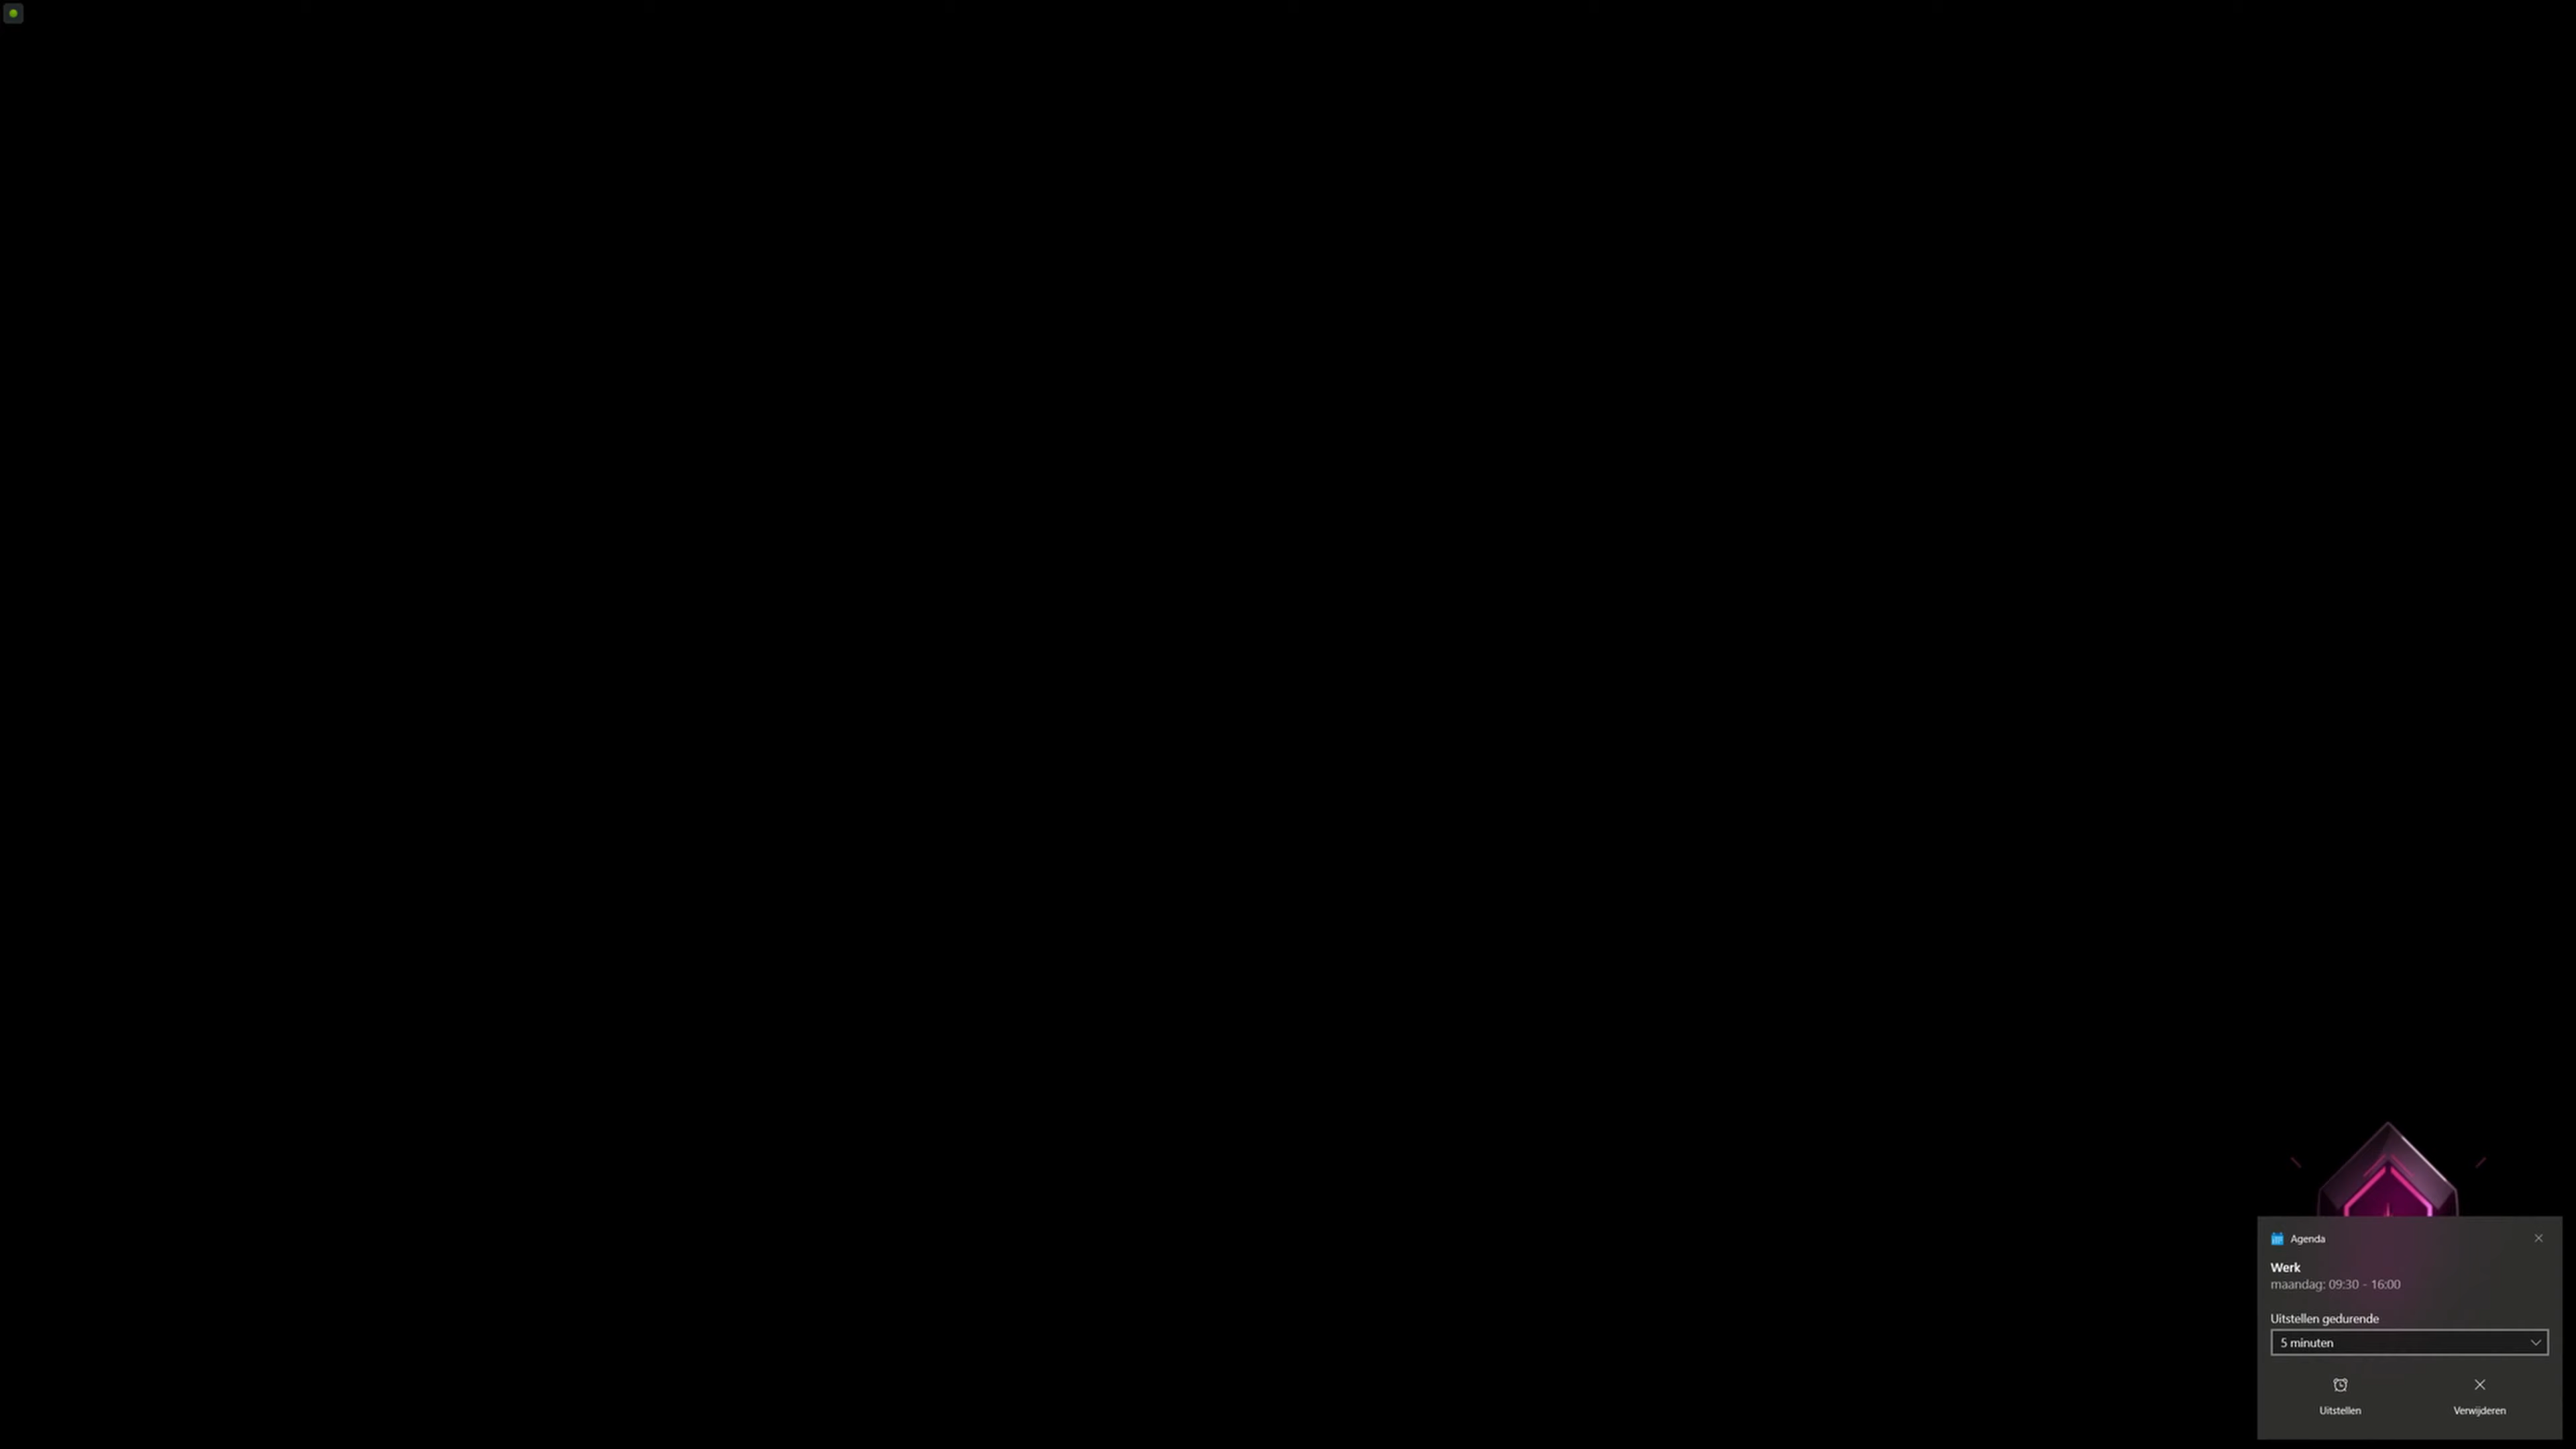 Agenda
Werk
maandag: 09:30 - 16:00
Uitstellen gedurende
5 minuten
Uitstellen
Verwijderen